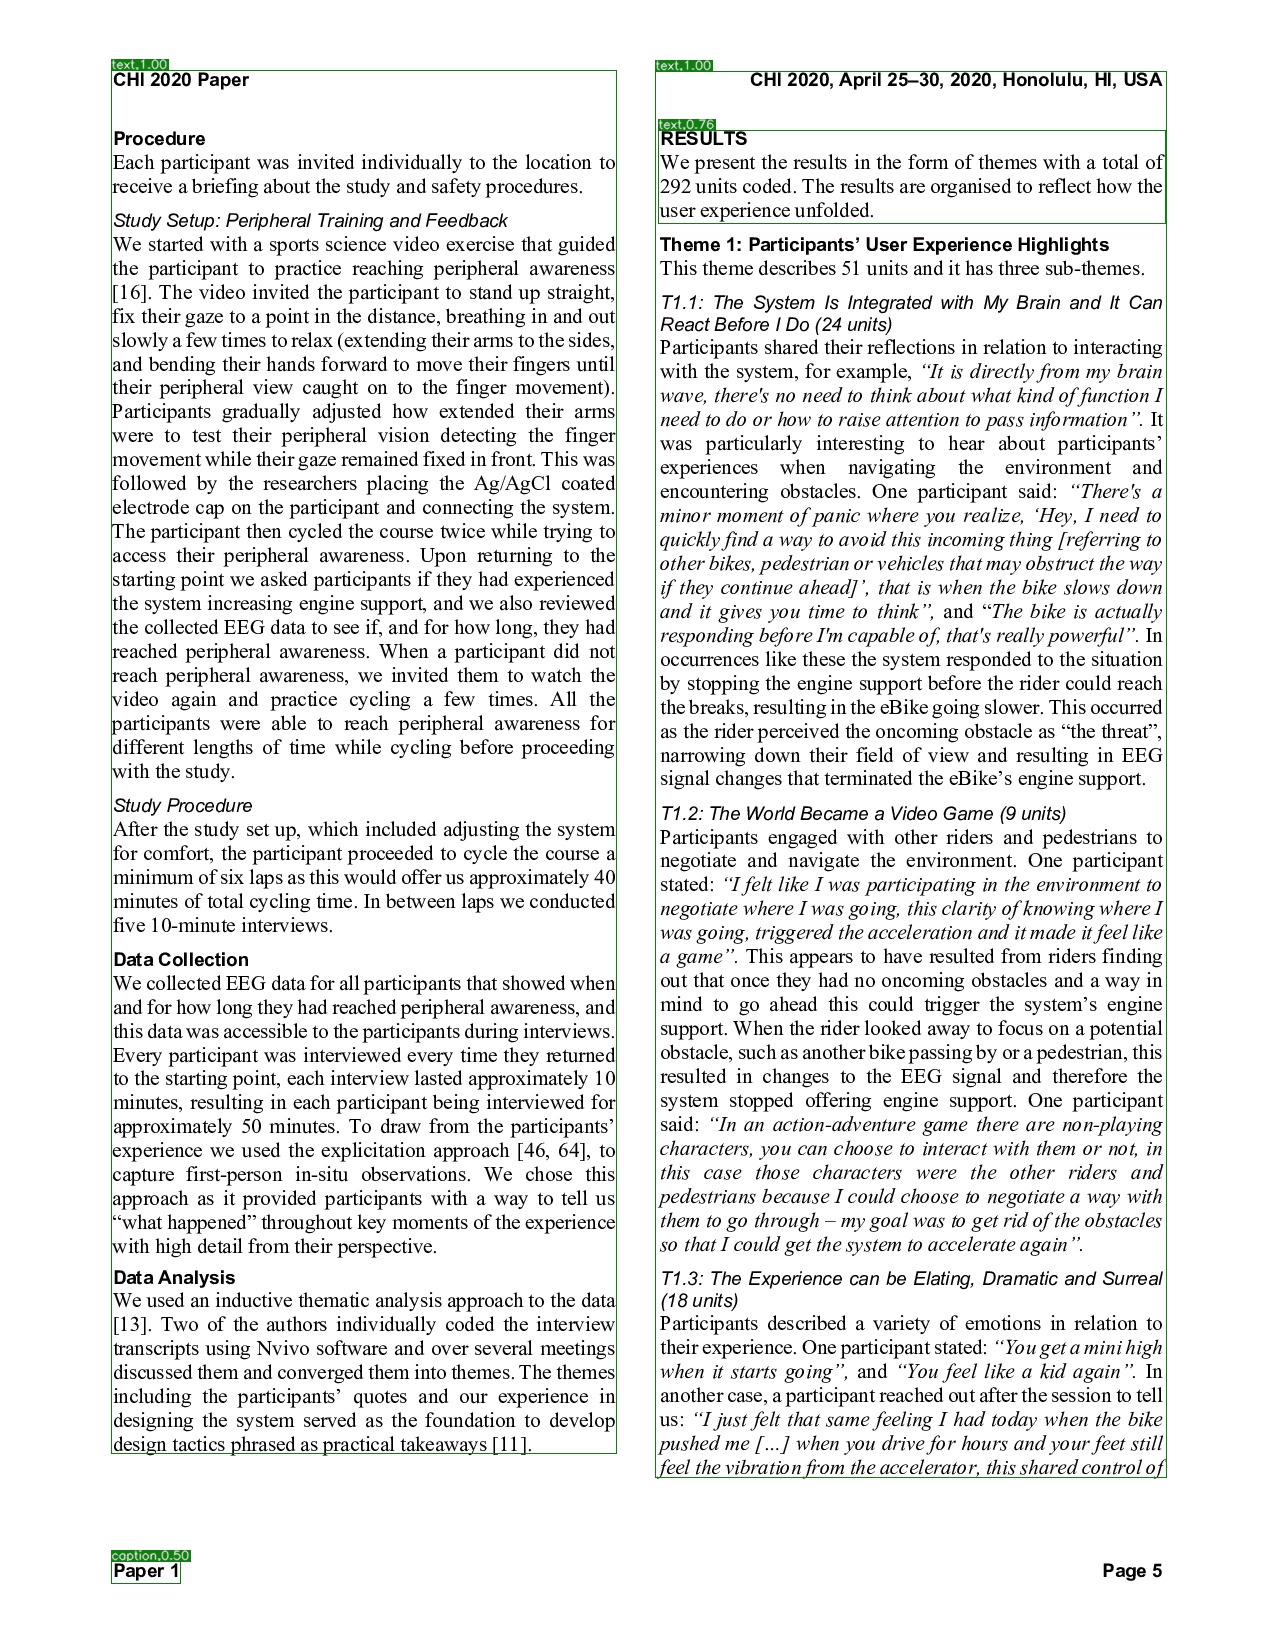 text,1.00
CHI 2020 Paper
text,1.00
CHI 2020, April 25–30, 2020, Honolulu, HI, USA
Procedure
Each participant was invited individually to the location to
receive a briefing about the study and safety procedures.
Study Setup: Peripheral Training and Feedback
We started with a sports science video exercise that guided
the participant to practice reaching peripheral awareness
[16]. The video invited the participant to stand up straight,
fix their gaze to a point in the distance, breathing in and out
slowly a few times to relax (extending their arms to the sides,
and bending their hands forward to move their fingers until
their peripheral view caught on to the finger movement).
Participants gradually adjusted how extended their arms
were to test their peripheral vision detecting the finger
movement while their gaze remained fixed in front. This was
followed by the researchers placing the Ag/AgCl coated
electrode cap on the participant and connecting the system.
The participant then cycled the course twice while trying to
access their peripheral awareness. Upon returning to the
starting point we asked participants if they had experienced
the system increasing engine support, and we also reviewed
the collected EEG data to see if, and for how long, they had
reached peripheral awareness. When a participant did not
reach peripheral awareness, we invited them to watch the
video again and practice cycling a few times. All the
participants were able to reach peripheral awareness for
different lengths of time while cycling before proceeding
with the study.
Study Procedure
After the study set up, which included adjusting the system
for comfort, the participant proceeded to cycle the course a
minimum of six laps as this would offer us approximately 40
minutes of total cycling time. In between laps we conducted
five 10-minute interviews.
Data Collection
We collected EEG data for all participants that showed when
and for how long they had reached peripheral awareness, and
this data was accessible to the participants during interviews.
Every participant was interviewed every time they returned
to the starting point, each interview lasted approximately 10
minutes, resulting in each participant being interviewed for
approximately 50 minutes. To draw from the participants’
experience we used the explicitation approach [46, 64], to
capture first-person in-situ observations. We chose this
approach as it provided participants with a way to tell us
“what happened” throughout key moments of the experience
with high detail from their perspective.
Data Analysis
We used an inductive thematic analysis approach to the data
[13]. Two of the authors individually coded the interview
transcripts using Nvivo software and over several meetings
discussed them and converged them into themes. The themes
including the participants’ quotes and our experience in
designing the system served as the foundation to develop
design tactics phrased as practical takeaways [11].
text,0.76
RESULTS
We present the results in the form of themes with a total of
292 units coded. The results are organised to reflect how the
user experience unfolded.
Theme 1: Participants’ User Experience Highlights
This theme describes 51 units and it has three sub-themes.
T1.1: The System Is Integrated with My Brain and It Can
React Before I Do (24 units)
Participants shared their reflections in relation to interacting
with the system, for example, “It is directly from my brain
wave, there's no need to think about what kind of function I
need to do or how to raise attention to pass information”. It
was particularly interesting to hear about participants’
experiences when navigating the environment and
encountering obstacles. One participant said: “There's a
minor moment of panic where you realize, ‘Hey, I need to
quickly find a way to avoid this incoming thing [referring to
other bikes, pedestrian or vehicles that may obstruct the way
if they continue ahead]’, that is when the bike slows down
and it gives you time to think”, and “The bike is actually
responding before I'm capable of, that's really powerful”. In
occurrences like these the system responded to the situation
by stopping the engine support before the rider could reach
the breaks, resulting in the eBike going slower. This occurred
as the rider perceived the oncoming obstacle as “the threat”,
narrowing down their field of view and resulting in EEG
signal changes that terminated the eBike’s engine support.
T1.2: The World Became a Video Game (9 units)
Participants engaged with other riders and pedestrians to
negotiate and navigate the environment. One participant
stated: “I felt like I was participating in the environment to
negotiate where I was going, this clarity of knowing where I
was going, triggered the acceleration and it made it feel like
a game”. This appears to have resulted from riders finding
out that once they had no oncoming obstacles and a way in
mind to go ahead this could trigger the system’s engine
support. When the rider looked away to focus on a potential
obstacle, such as another bike passing by or a pedestrian, this
resulted in changes to the EEG signal and therefore the
system stopped offering engine support. One participant
said: “In an action-adventure game there are non-playing
characters, you can choose to interact with them or not, in
this case those characters were the other riders and
pedestrians because I could choose to negotiate a way with
them to go through – my goal was to get rid of the obstacles
so that I could get the system to accelerate again”.
T1.3: The Experience can be Elating, Dramatic and Surreal
(18 units)
Participants described a variety of emotions in relation to
their experience. One participant stated: “You get a mini high
when it starts going”, and “You feel like a kid again”. In
another case, a participant reached out after the session to tell
us: “I just felt that same feeling I had today when the bike
pushed me [...] when you drive for hours and your feet still
feel the vibration from the accelerator, this shared control of
caption,0.50
Paper 1
Page 5